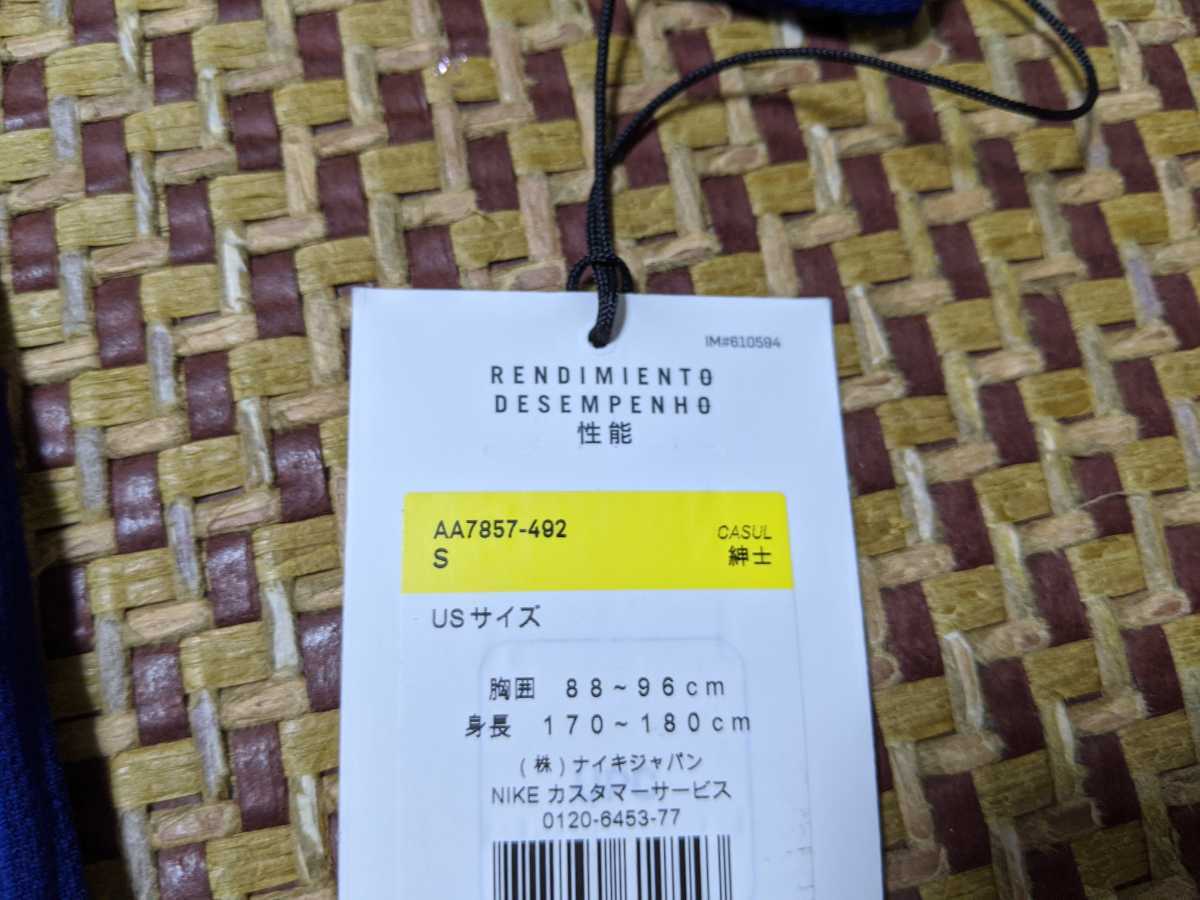 IM#610594
RENDIMIENTO
DESEMPENHO
性能
AA7857-492
CASUL
S
紳士
USサイズ
胸囲 88~96cm
身長 170~180cm
(株)ナイキジャパン
NIKE カスタマーサービス
0120-6453-77